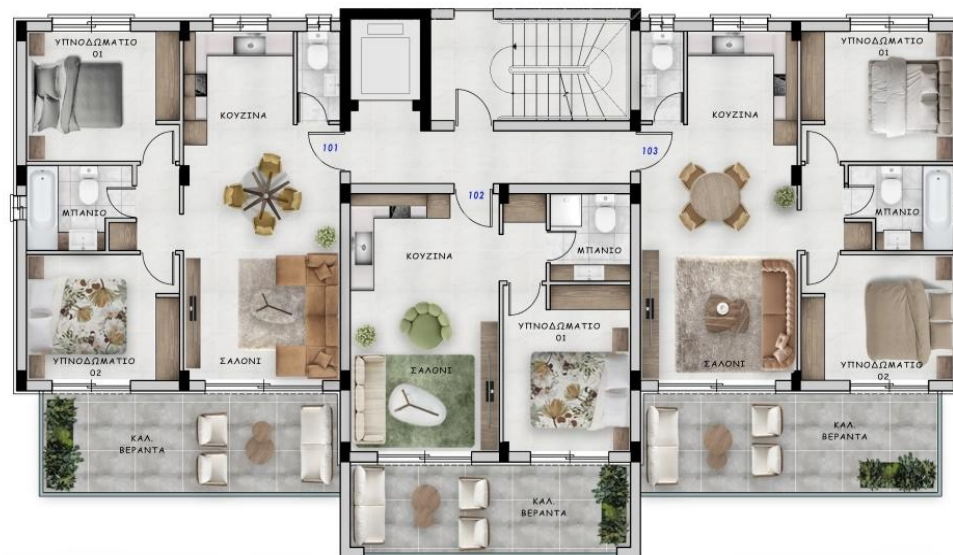 ΥΠΝΟΔΩΜΑΤΙΟ
01
ΚΟΥΖΙΝΑ
101
ΜΠΑΝΙΟ
ΥΠΝΟΔΩΜΑΤΙΟ
02
ΣΑΛΟΝΙ
ΚΑΛ.
ΒΕΡΑΝΤΑ
102
ΚΟΥΖΙΝΑ
ΜΠΑΝΙΟ
ΥΠΝΟΔΩΜΑΤΙΟ
01
ΣΑΛΟΝΙ
ΚΑΛ.
ΒΕΡΑΝΤΑ
103
ΚΟΥΖΙΝΑ
ΥΠΝΟΔΩΜΑΤΙΟ
01
ΜΠΑΝΙΟ
ΣΑΛΟΝΙ
ΥΠΝΟΔΩΜΑΤΙΟ
02
ΚΑΛ.
ΒΕΡΑΝΤΑ